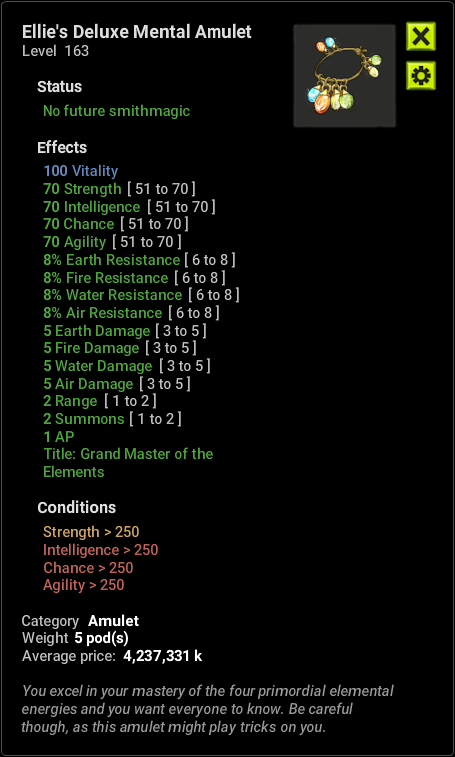 Ellie's Deluxe Mental Amulet
Level 163
Status
No future smithmagic
Effects
100 Vitality
70 Strength [ 51 to 70 ]
70 Intelligence [ 51 to 70 ]
70 Chance [ 51 to 70 ]
70 Agility [ 51 to 70 ]
8% Earth Resistance [ 6 to 8 ]
8% Fire Resistance [ 6 to 8 ]
8% Water Resistance [ 6 to 8 ]
8% Air Resistance [ 6 to 8 ]
5 Earth Damage [ 3 to 5 ]
5 Fire Damage [ 3 to 5 ]
5 Water Damage [ 3 to 5 ]
5 Air Damage [ 3 to 5 ]
2 Range [ 1 to 2 ]
2 Summons [ 1 to 2 ]
1 AP
Title: Grand Master of the
Elements
Conditions
Strength > 250
Intelligence > 250
Chance > 250
Agility > 250
Category Amulet
Weight 5 pod(s)
Average price: 4,237,331 k
You excel in your mastery of the four primordial elemental
energies and you want everyone to know. Be careful
though, as this amulet might play tricks on you.